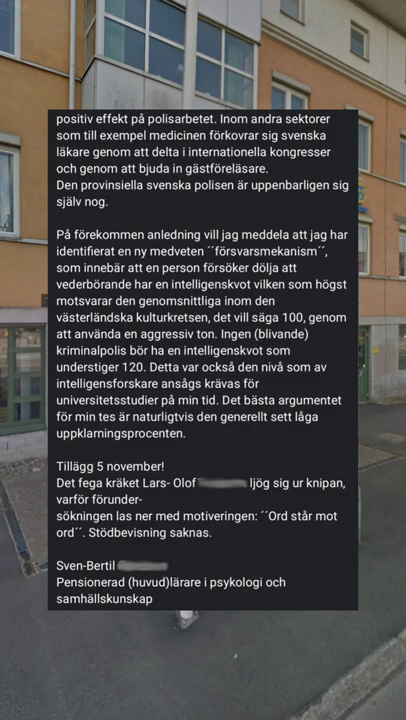 positiv effekt på polisarbetet. Inom andra sektorer
som till exempel medicinen förkovrar sig svenska
läkare genom att delta i internationella kongresser
och genom att bjuda in gästföreläsare.
Den provinsiella svenska polisen är uppenbarligen sig
själv nog.
På förekommen anledning vill jag meddela att jag har
identifierat en ny medveten ´´försvarsmekanism´´,
som innebär att en person försöker dölja att
vederbörande har en intelligenskvot vilken som högst
motsvarar den genomsnittliga inom den
västerländska kulturkretsen, det vill säga 100, genom
att använda en aggressiv ton. Ingen (blivande)
kriminalpolis bör ha en intelligenskvot som
understiger 120. Detta var också den nivå som av
intelligensforskare ansågs krävas för
universitetsstudier på min tid. Det bästa argumentet
för min tes är naturligtvis den generellt sett låga
uppklarningsprocenten.
Tillägg 5 november!
Det fega kräket Lars- Olof ljög sig ur knipan,
varför förunder-
sökningen las ner med motiveringen: ´´Ord står mot
ord´´. Stödbevisning saknas.
Sven-Bertil
Pensionerad (huvud)lärare i psykologi och
samhällskunskap